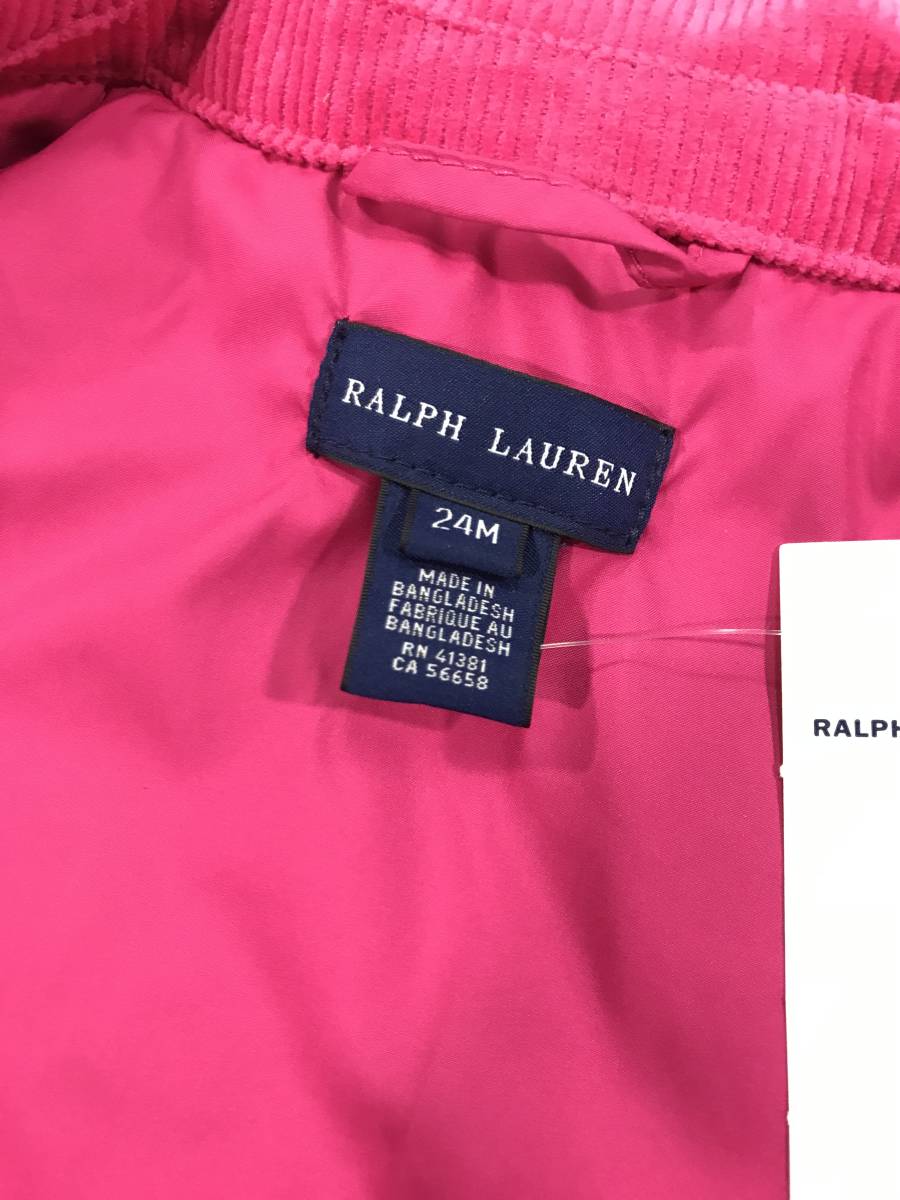 RALPH LAUREN
24M
MADE IN
BANGLADESH
FABRIQUE AU
BANGLADESH
RN 41381
CA 56658
RALPH